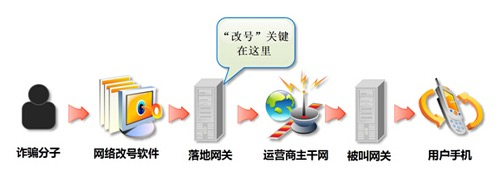 “改号”关键
在这里
诈骗分子
网络改号软件
落地网关
运营商主干网
被叫网关
用户手机